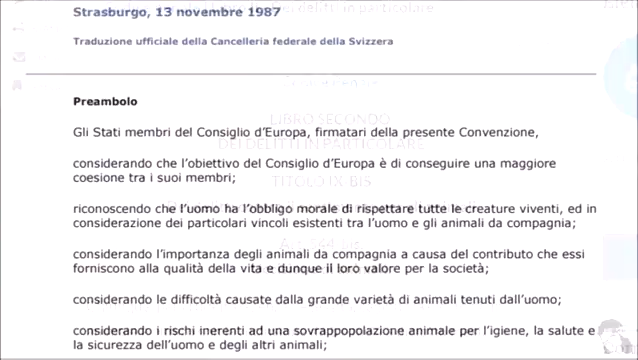 Strasburgo, 13 novembre 1987
Traduzione ufficiale della Cancelleria federale della Svizzera
Preambolo
LIBRO SECONDO
Gli Stati membri del Consiglio d'Europa, firmatari della presente Convenzione,
DEI DELITTI IN PARTICOLARE
considerando che l'obiettivo del Consiglio d'Europa è di conseguire una maggiore
coesione tra i suoi membri;
TITOLO IX BIS
riconoscendo che l'uomo ha l'obbligo morale di rispettare tutte le creature viventi, ed in
considerazione dei particolari vincoli esistenti tra l'uomo e gli animali da compagnia;
considerando l'importanza degli animali da compagnia a causa del contributo che essi
forniscono alla qualità della vita e dunque il loro valore per la società;
considerando le difficoltà causate dalla grande varietà di animali tenuti dall'uomo;
considerando i rischi inerenti ad una sovrappopolazione animale per l'igiene, la salute e
la sicurezza dell'uomo e degli altri animali;